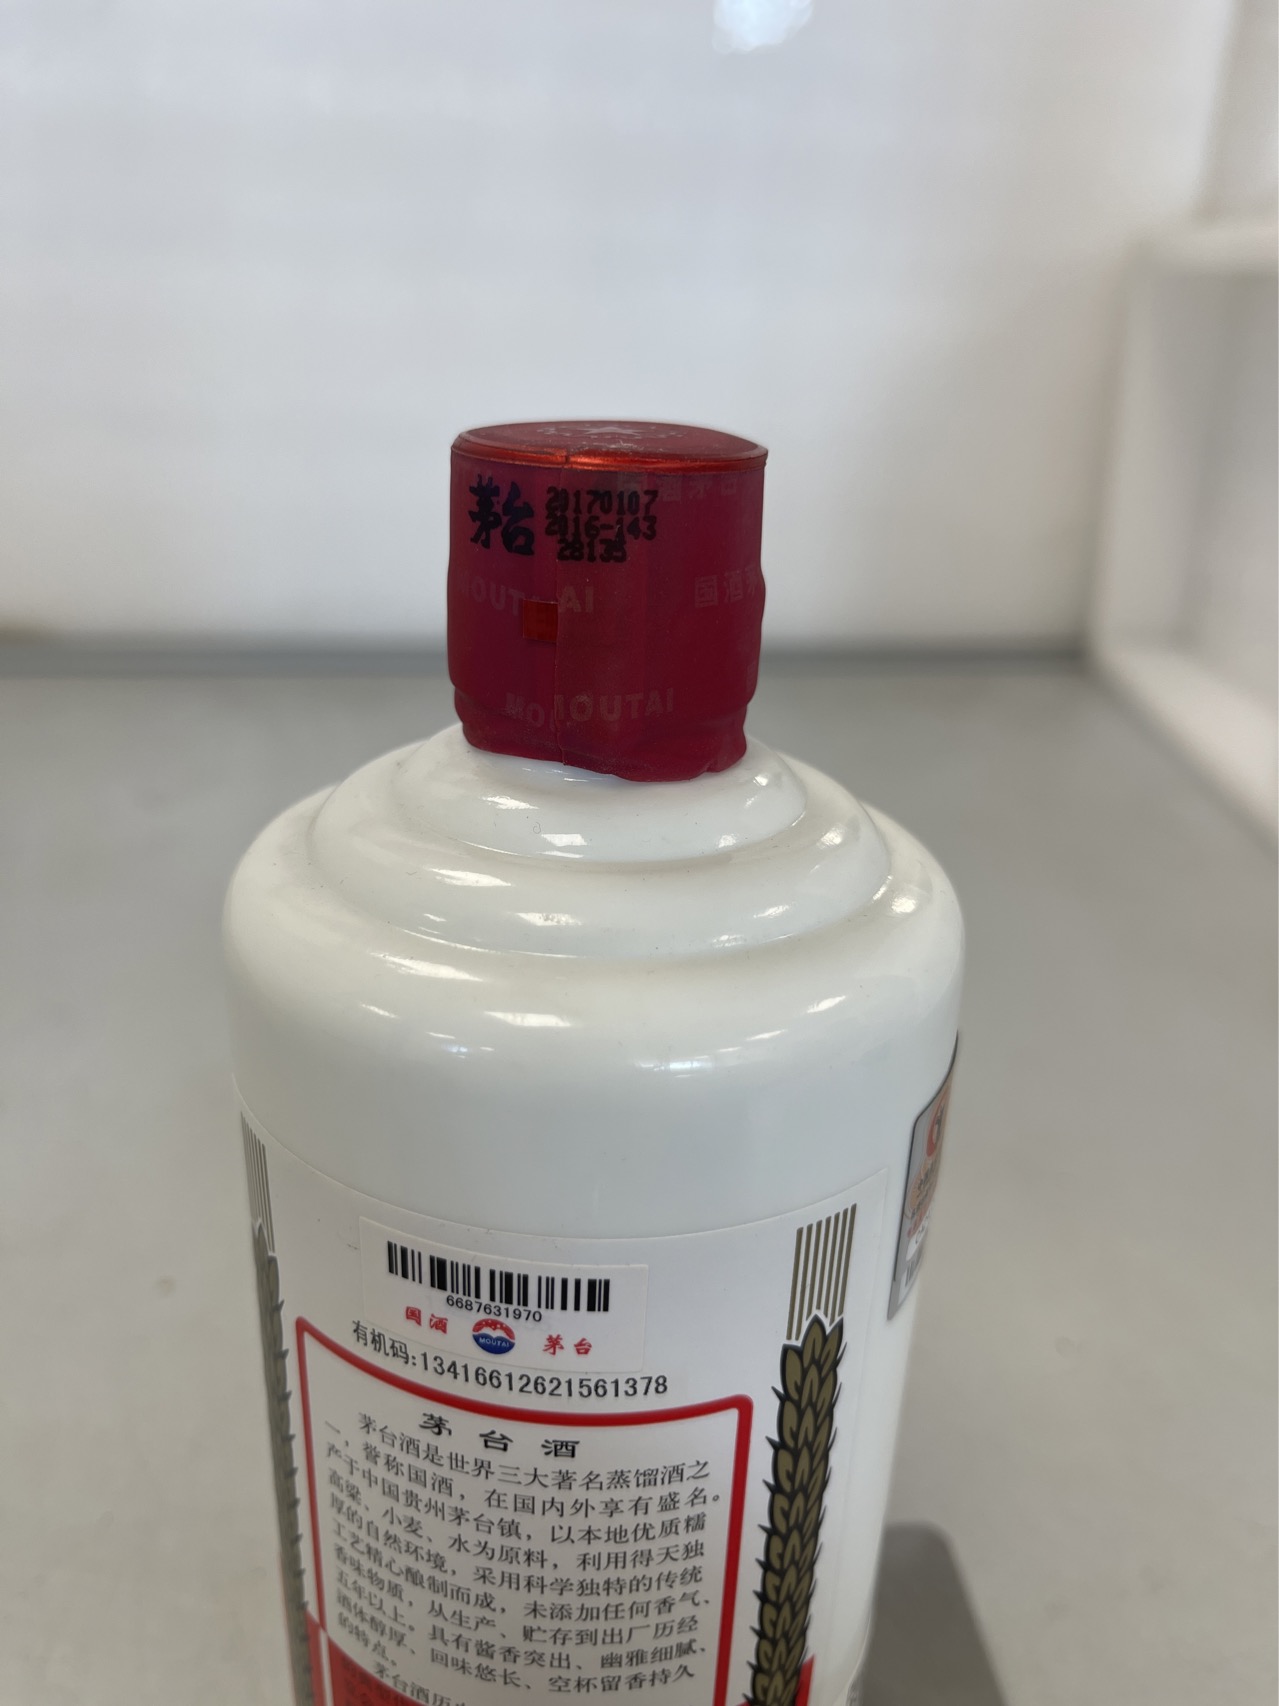 茅台
20170107
2016-143
28135
MOUTAI
国酒茅
MOUTAI
6687631970
国酒 MOUTAI 茅台
有机码:13416612621561378
茅台酒
茅台酒是世界三大著名蒸馏酒之
一，誉称国酒，在国内外享有盛名。
产于中国贵州茅台镇，以本地优质糯
高粱、小麦、水为原料，利用得天独
厚的自然环境，采用科学独特的传统
工艺精心酿制而成，未添加任何香气、
香味物质，从生产、贮存到出厂历经
五年以上。具有酱香突出、幽雅细腻、
酒体醇厚、回味悠长、空杯留香持久
的特点。
茅台酒历